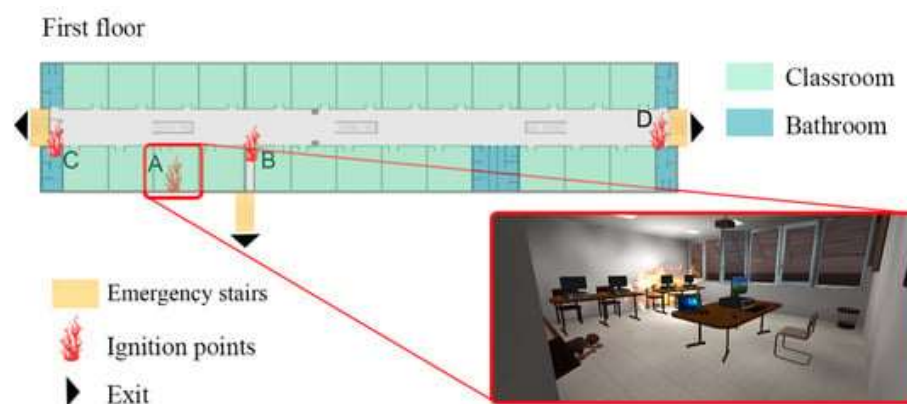 First floor
Classroom
Bathroom
D
C
A
B
Emergency stairs
Ignition points
Exit